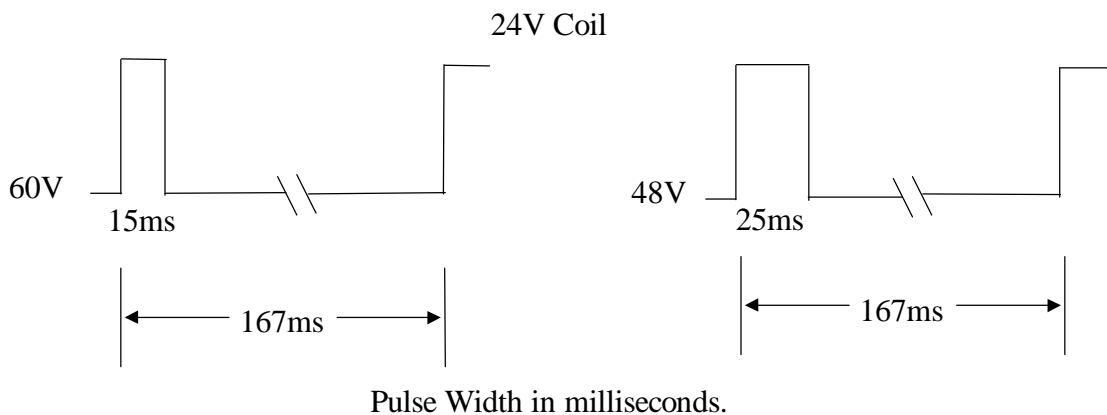 24V Coil
60V
15ms
167ms
48V
25ms
167ms
Pulse Width in milliseconds.